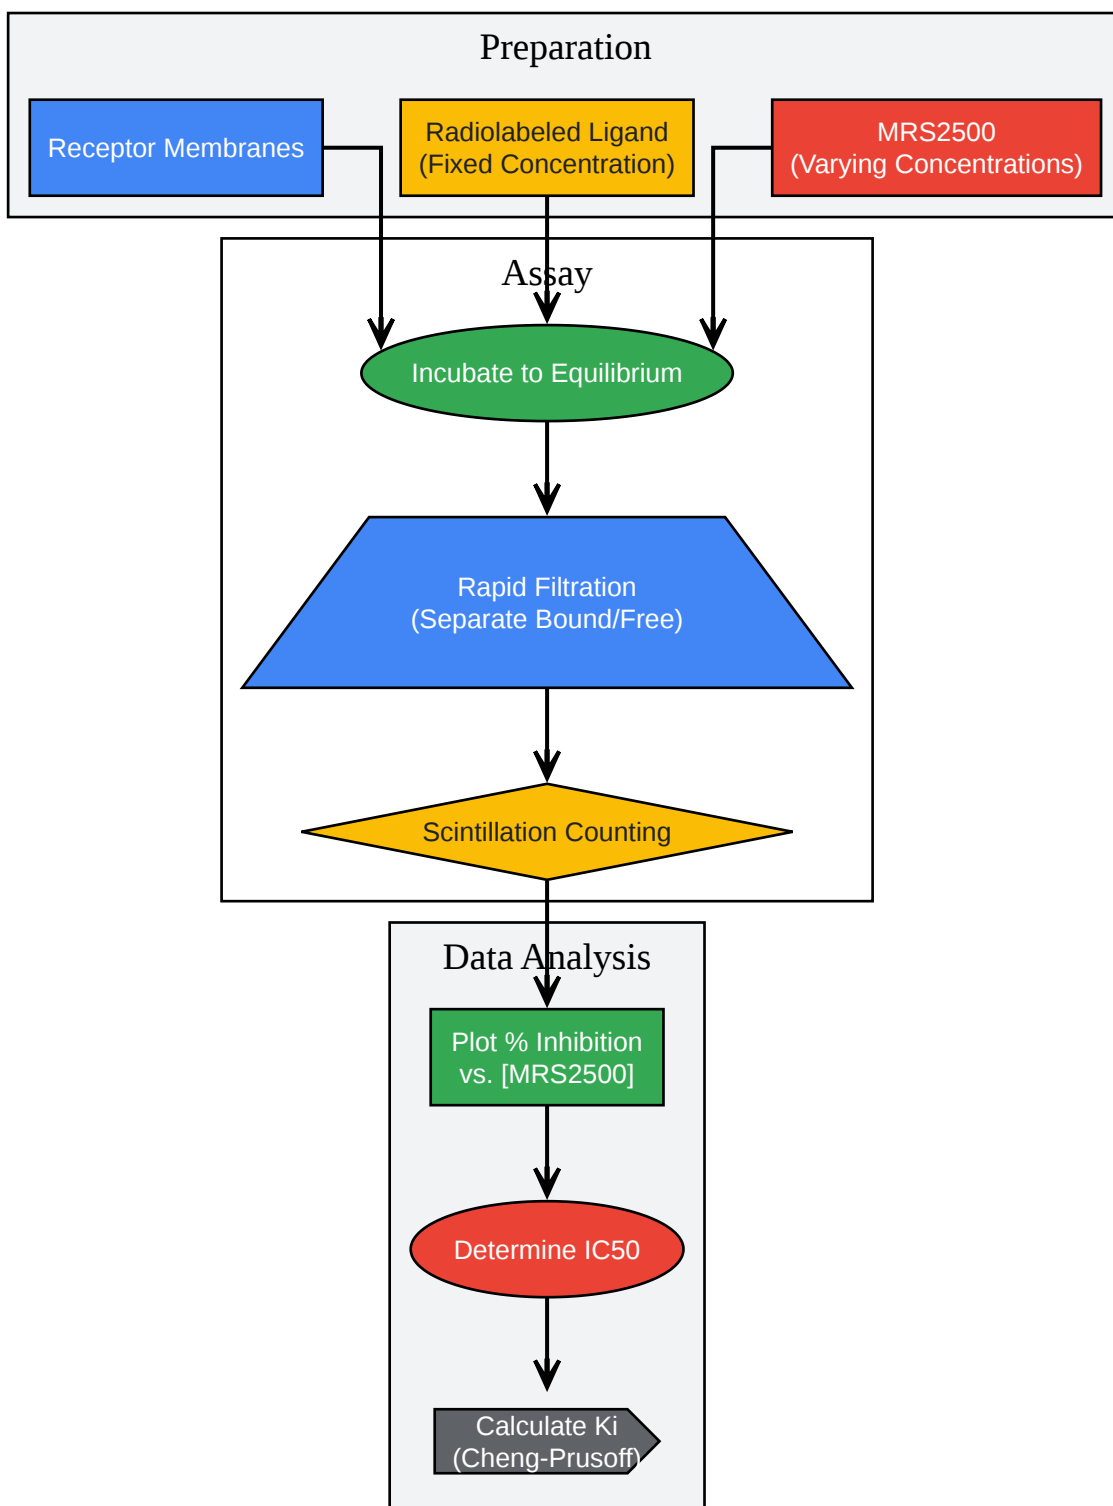 Preparation
Receptor Membranes
Radiolabeled Ligand
(Fixed Concentration)
MRS2500
(Varying Concentrations)
Assay
Incubate to Equilibrium
Rapid Filtration
(Separate Bound/Free)
Scintillation Counting
Data Analysis
Plot % Inhibition
vs. [MRS2500]
Determine IC50
Calculate Ki
(Cheng-Prusoff)